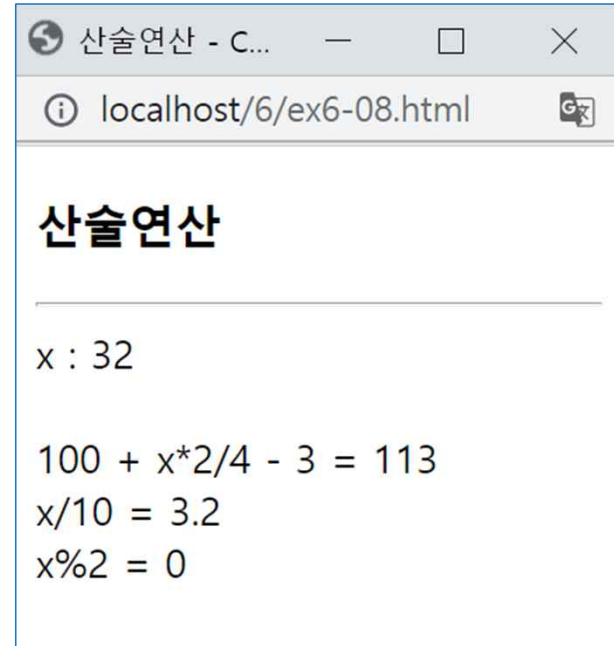 산술연산 - C...
localhost/6/ex6-08.html
산술연산
x : 32
100 + x*2/4 - 3 = 113
x/10 = 3.2
x%2 = 0